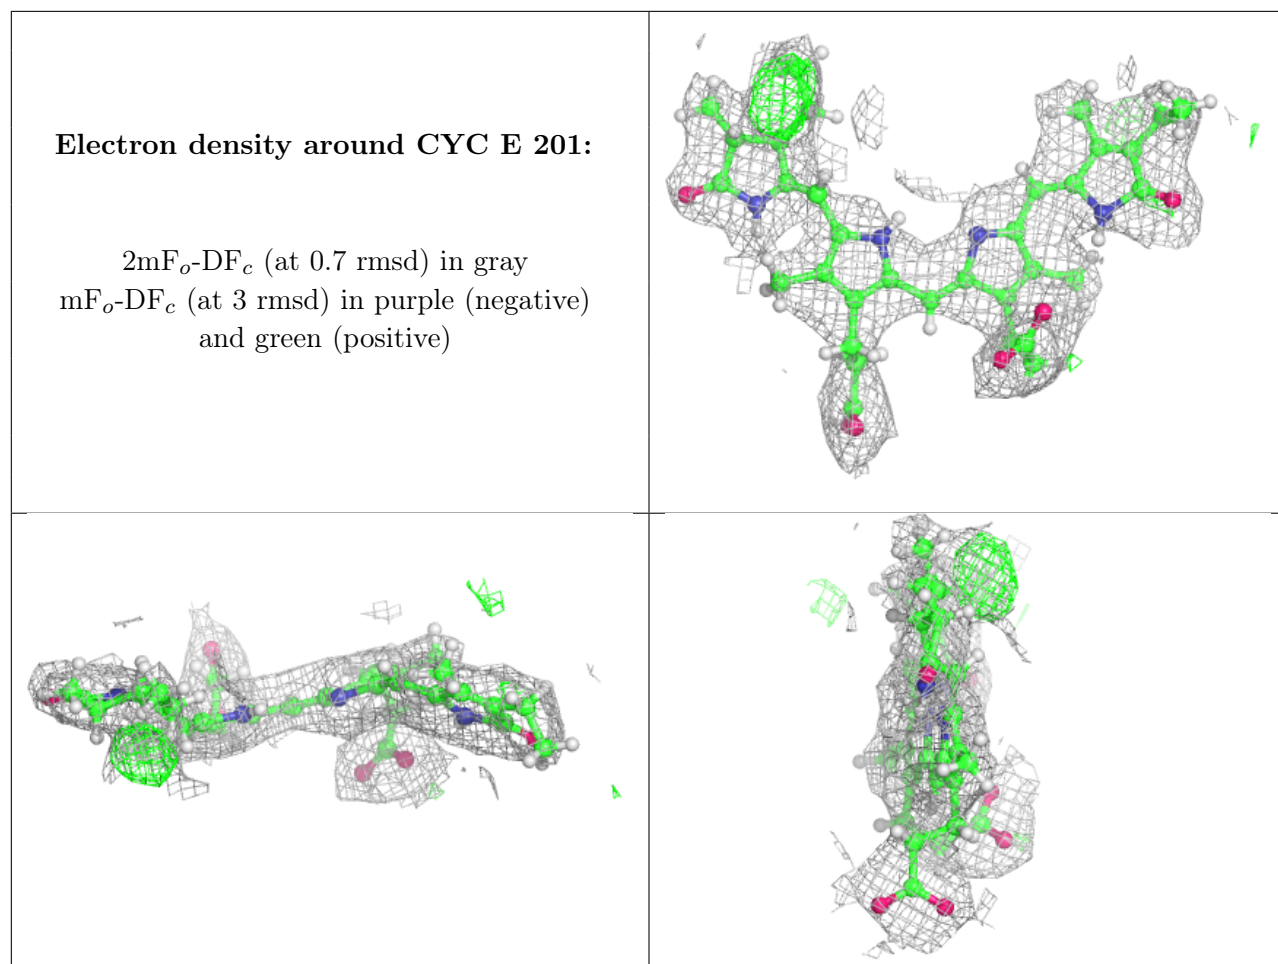 Electron density around CYC E 201:
2mFo-DFc (at 0.7 rmsd) in gray
mFo-DFc (at 3 rmsd) in purple (negative)
and green (positive)